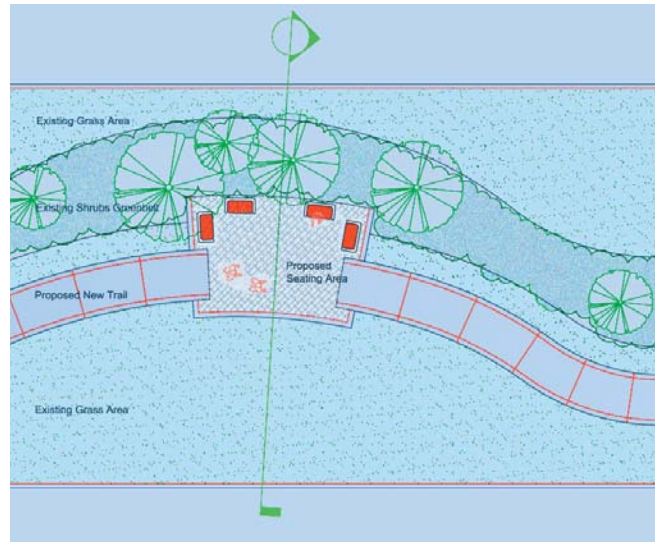 Existing Grass Area
Existing Shrubs Greenbelt
Proposed
Seating Area
Proposed New Trail
Existing Grass Area